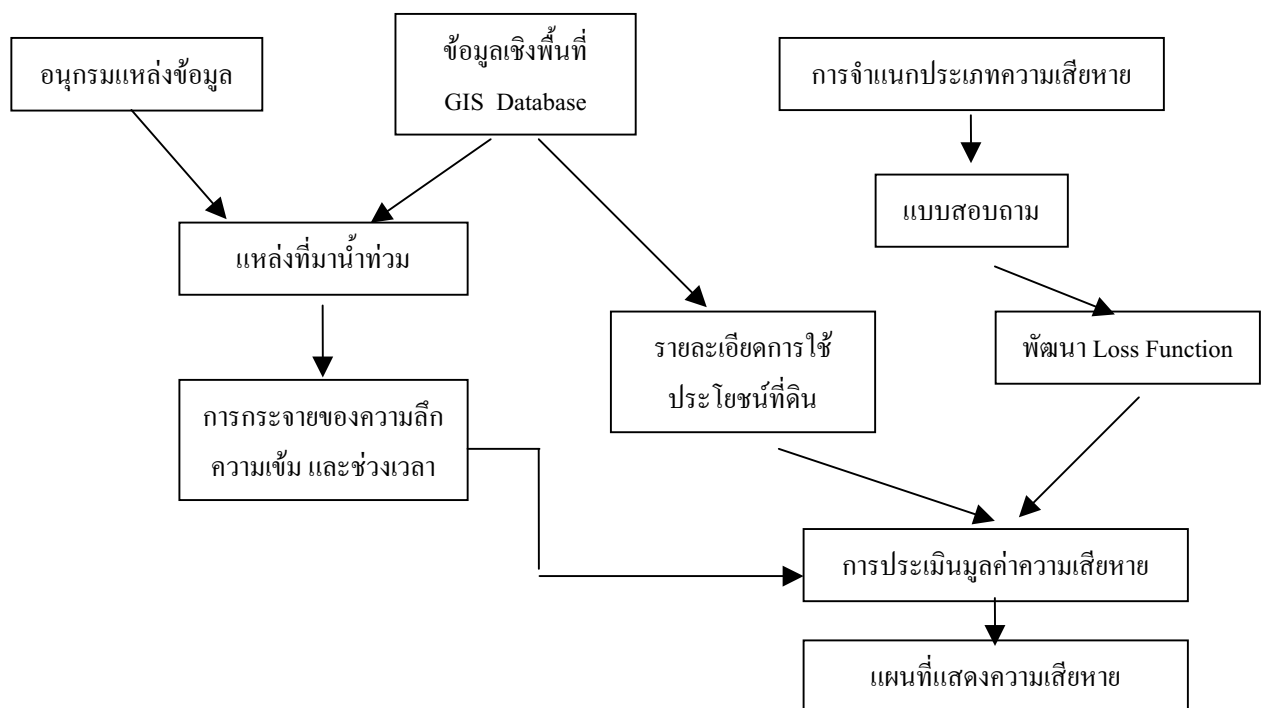 อนุกรมแหล่งข้อมูล
ข้อมูลเชิงพื้นที่
GIS Database
การจำแนกประเภทความเสียหาย
แบบสอบถาม
แหล่งที่มาน้ำท่วม
รายละเอียดการใช้
ประโยชน์ที่ดิน
พัฒนา Loss Function
การกระจายของความลึก
ความเข้ม และช่วงเวลา
การประเมินมูลค่าความเสียหาย
แผนที่แสดงความเสียหาย